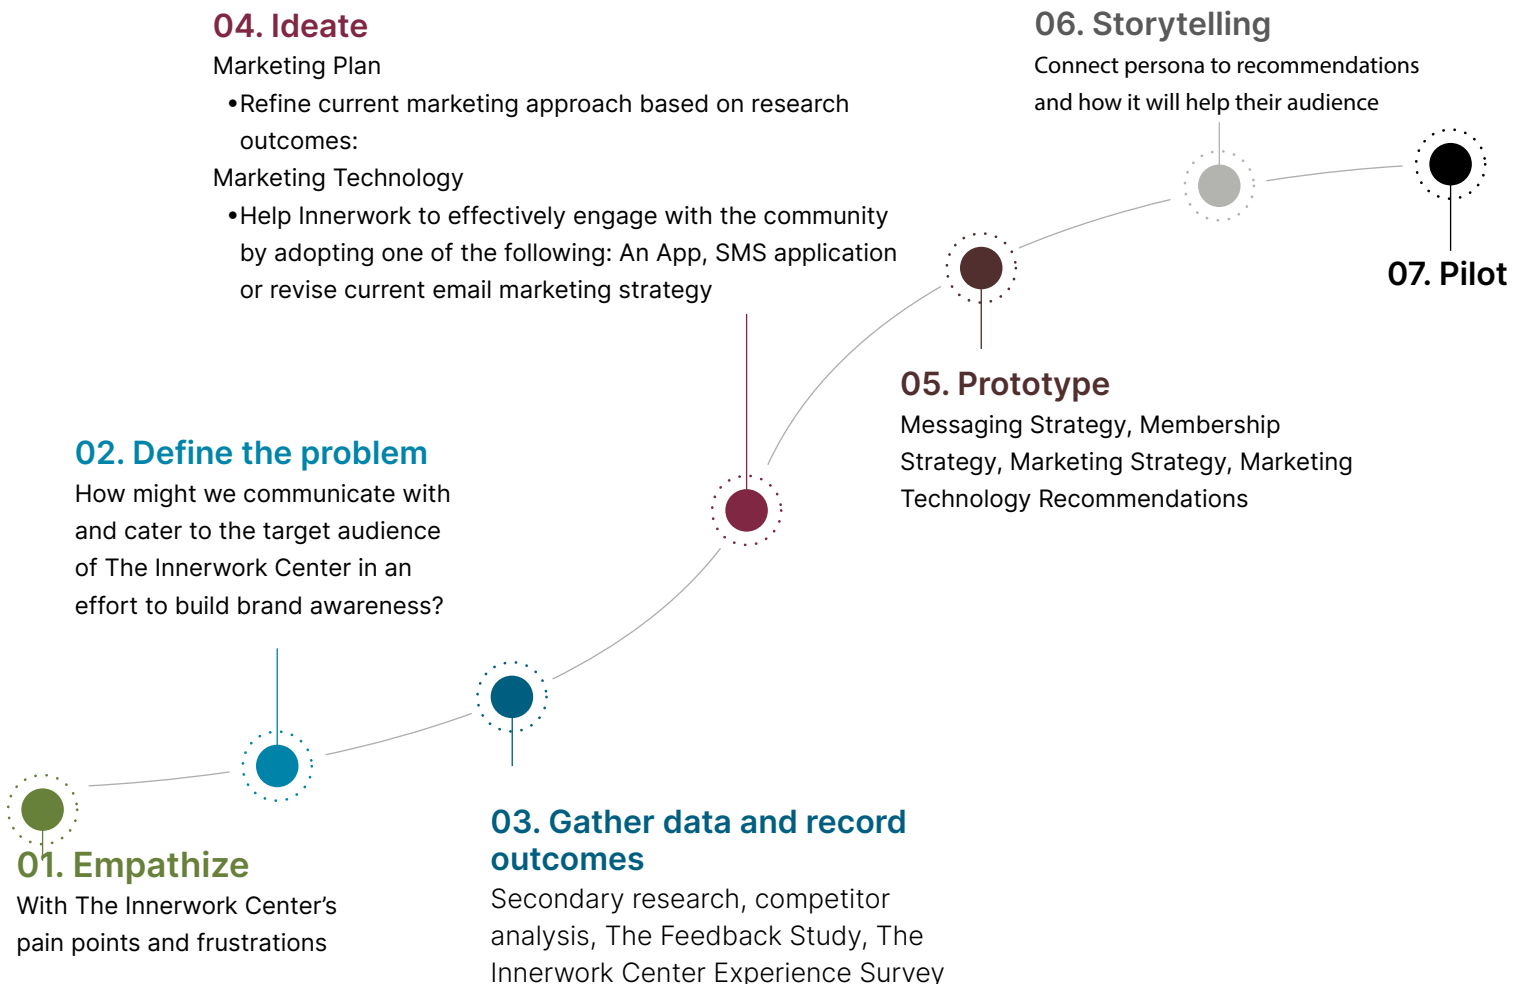 04. Ideate
Marketing Plan
•Refine current marketing approach based on research
outcomes:
Marketing Technology
•Help Innerwork to effectively engage with the community
by adopting one of the following: An App, SMS application
or revise current email marketing strategy
06. Storytelling
Connect persona to recommendations
and how it will help their audience
07. Pilot
05. Prototype
Messaging Strategy, Membership
Strategy, Marketing Strategy, Marketing
Technology Recommendations
02. Define the problem
How might we communicate with
and cater to the target audience
of The Innerwork Center in an
effort to build brand awareness?
03. Gather data and record
outcomes
Secondary research, competitor
analysis, The Feedback Study, The
Innerwork Center Experience Survey
01. Empathize
With The Innerwork Center’s
pain points and frustrations